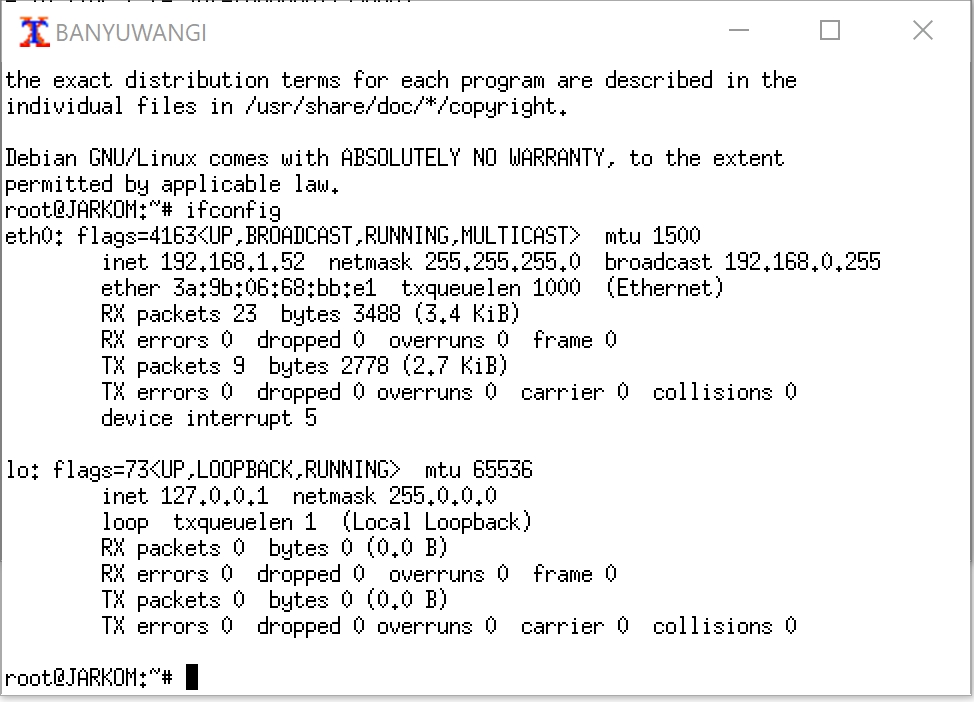 BANYUWANGI
the exact distribution terms for each program are described in the
individual files in /usr/share/doc/*/copyright.
Debian GNU/Linux comes with ABSOLUTELY NO WARRANTY, to the extent
permitted by applicable law.
root@JARKOM:~# ifconfig
eth0: flags=4163<UP,BROADCAST,RUNNING,MULTICAST>  mtu 1500
        inet 192.168.1.52  netmask 255.255.255.0  broadcast 192.168.0.255
        ether 3a:9b:06:68:bb:e1  txqueuelen 1000  (Ethernet)
        RX packets 23  bytes 3488 (3.4 KiB)
        RX errors 0  dropped 0  overruns 0  frame 0
        TX packets 9  bytes 2778 (2.7 KiB)
        TX errors 0  dropped 0 overruns 0  carrier 0  collisions 0
        device interrupt 5
lo: flags=73<UP,LOOPBACK,RUNNING>  mtu 65536
        inet 127.0.0.1  netmask 255.0.0.0
        loop  txqueuelen 1  (Local Loopback)
        RX packets 0  bytes 0 (0.0 B)
        RX errors 0  dropped 0  overruns 0  frame 0
        TX packets 0  bytes 0 (0.0 B)
        TX errors 0  dropped 0 overruns 0  carrier 0  collisions 0
root@JARKOM:~#